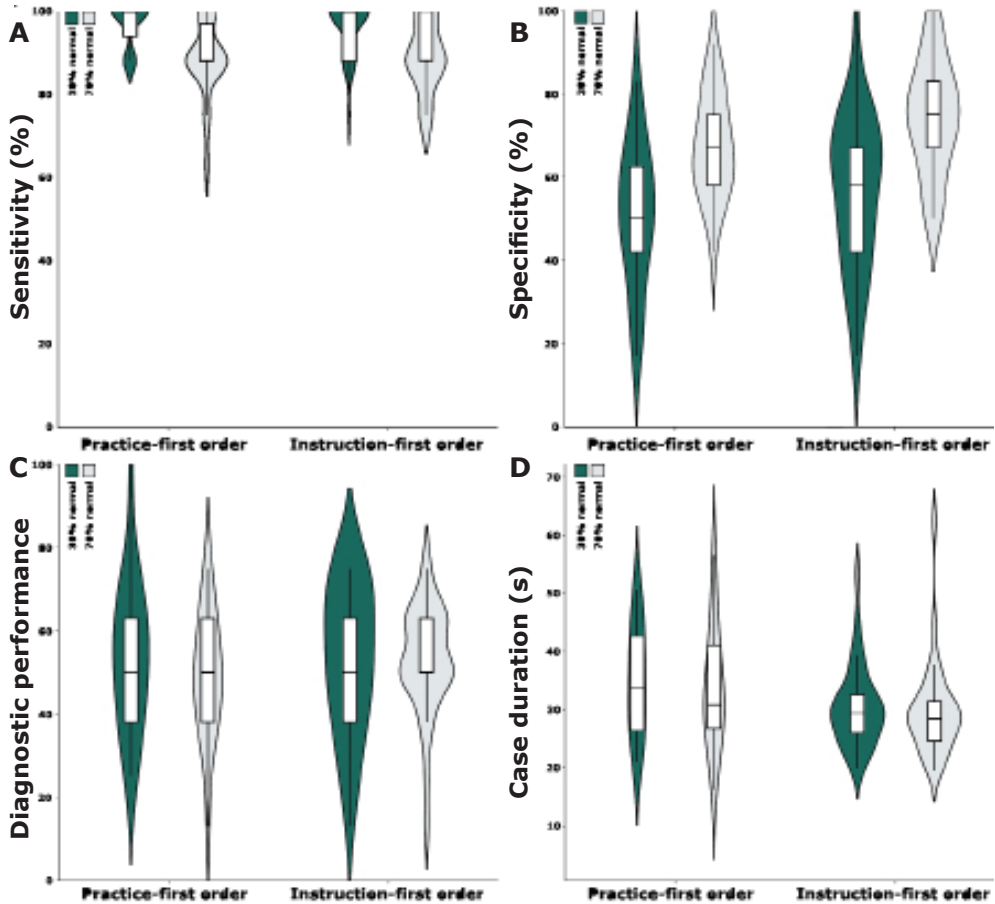 A
30% normal
70% normal
Sensitivity (%)
100
80
60
40
20
0
Practice-first order
Instruction-first order
B
30% normal
70% normal
Specificity (%)
100
80
60
40
20
0
Practice-first order
Instruction-first order
C
30% normal
70% normal
Diagnostic performance
100
80
60
40
20
0
Practice-first order
Instruction-first order
D
30% normal
70% normal
Case duration (s)
70
60
50
40
30
20
10
Practice-first order
Instruction-first order